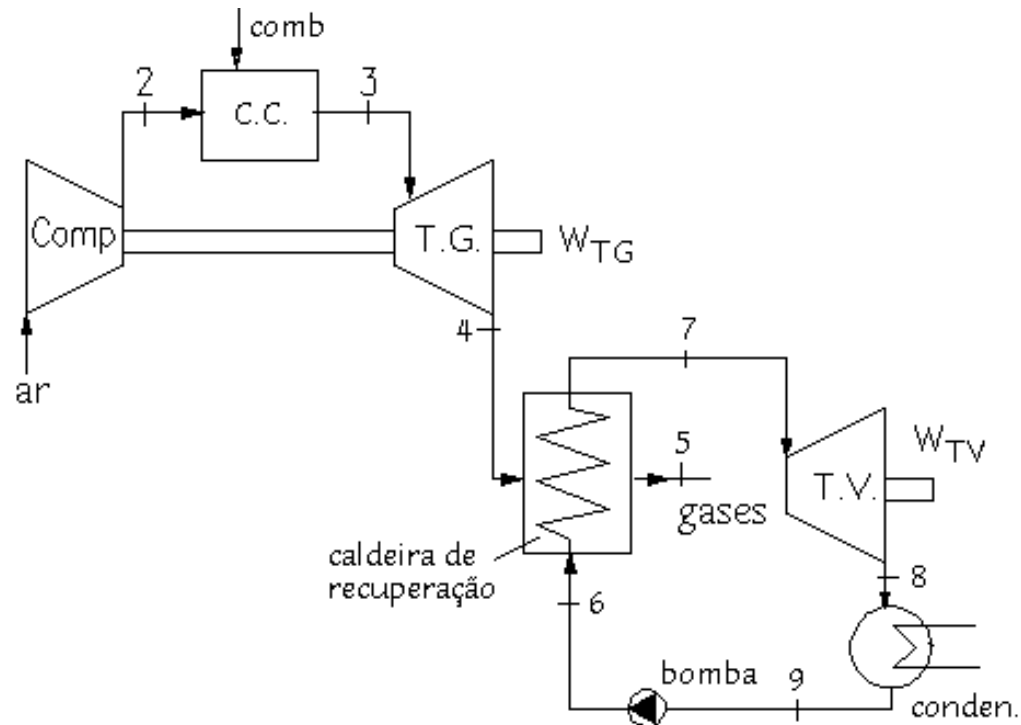 comb
2
3
C.C.
Comp
T.G.
W_TG
4
ar
7
5
gases
W_TV
T.V.
caldeira de
recuperação
6
8
bomba
9
conden.